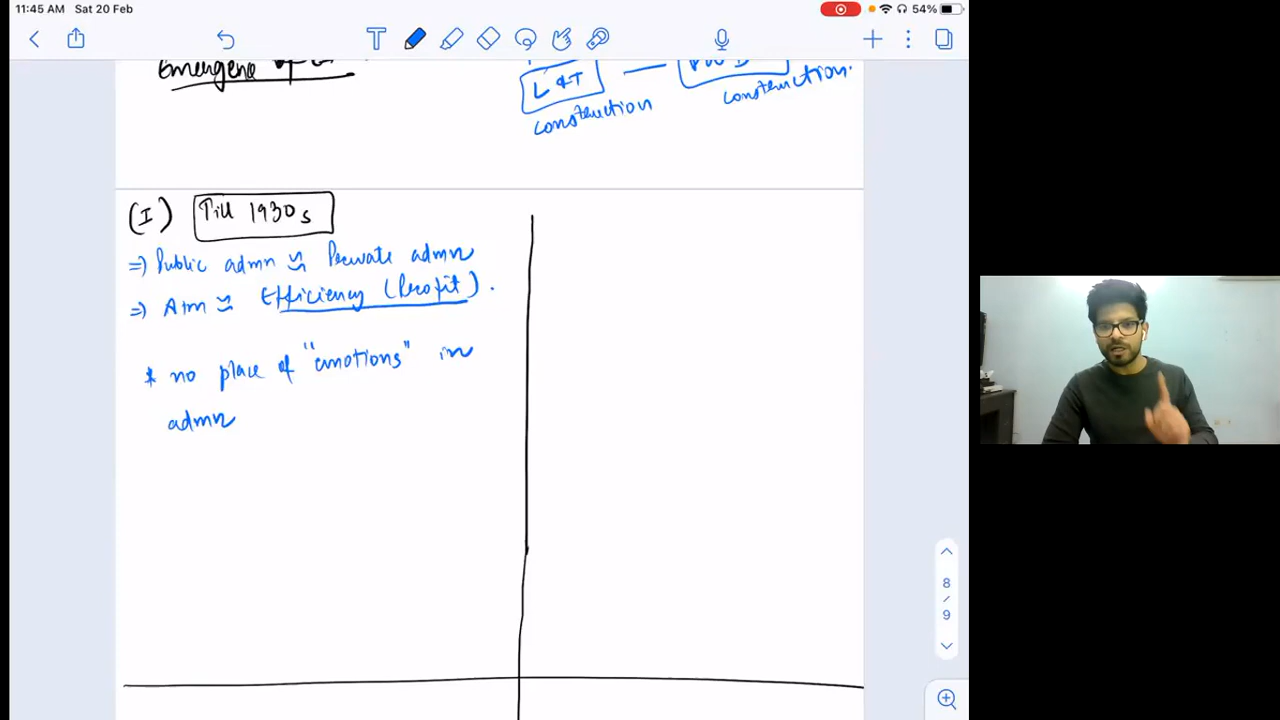 11:45 AM Sat 20 Feb
54%
L &T
construction
construction.
(I) Till 1930s
⇒) Public admn ≈ Private admn
⇒) Aim ≈ Efficiency (Profit).
* no place of "emotions" in
admn
8
/
9